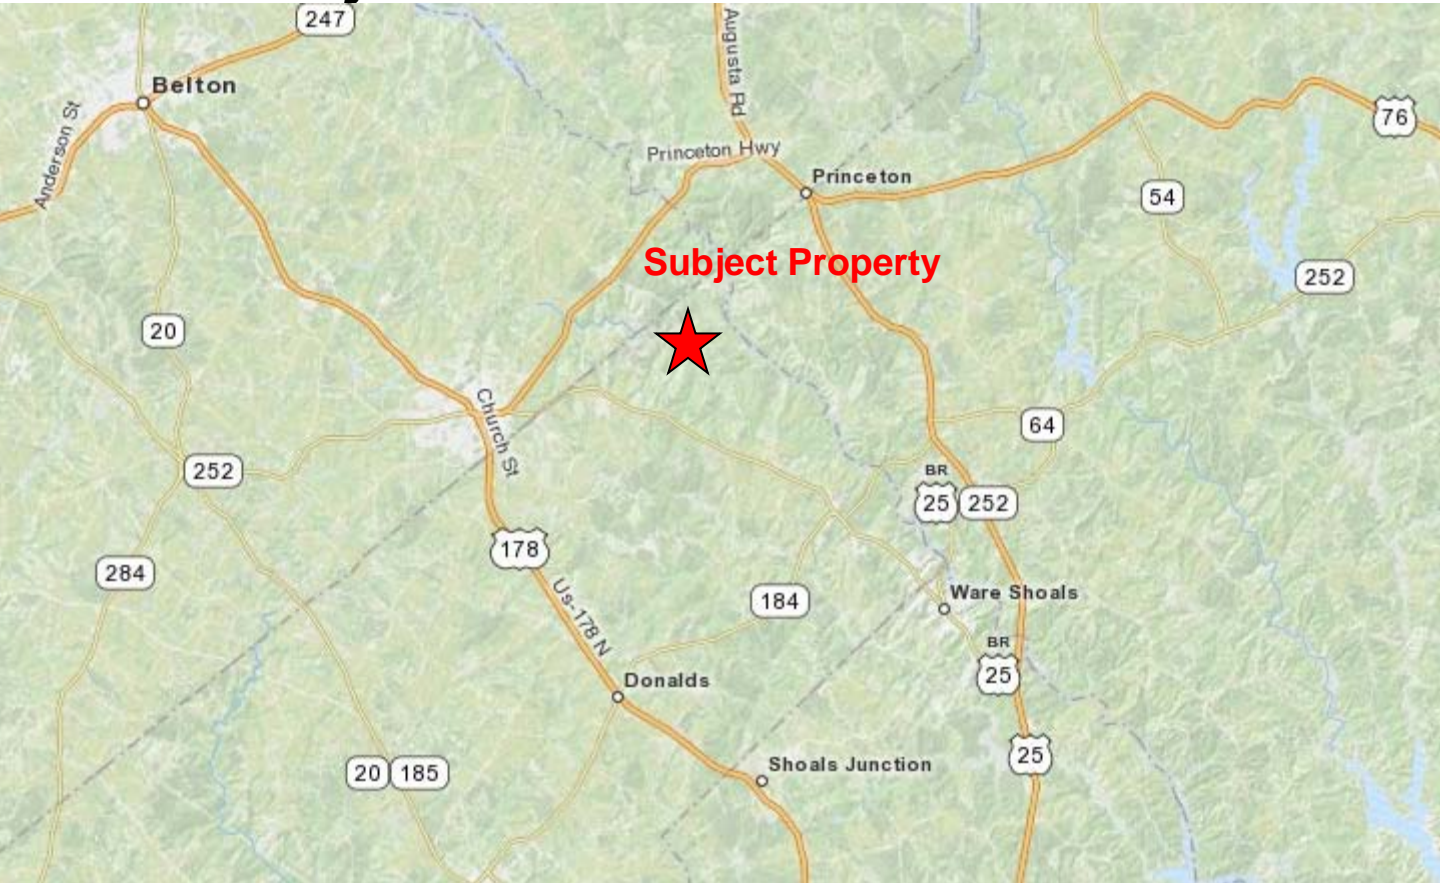 247
Augusta Rd
Belton
76
Anderson St
Princeton Hwy
Princeton
54
Subject Property
252
20
Church St
64
252
BR
25
252
178
284
Us-178 N
184
Ware Shoals
BR
25
Donalds
25
Shoals Junction
20
185